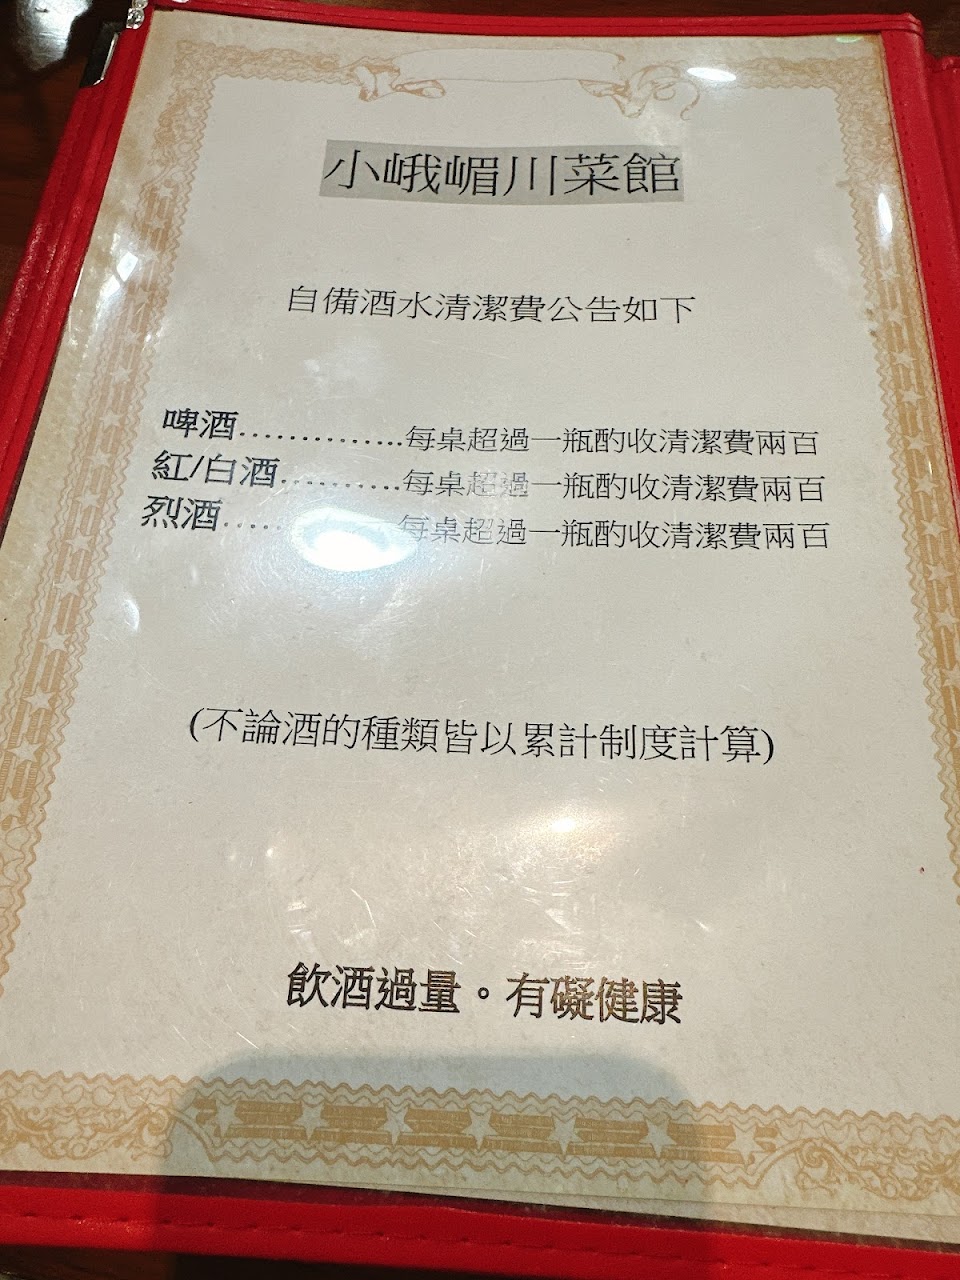 小峨嵋川菜館
自備酒水清潔費公告如下
啤酒..............每桌超過一瓶酌收清潔費兩百
紅/白酒..........每桌超過一瓶酌收清潔費兩百
烈酒.....每桌超過一瓶酌收清潔費兩百
(不論酒的種類皆以累計制度計算)
飲酒過量。有礙健康